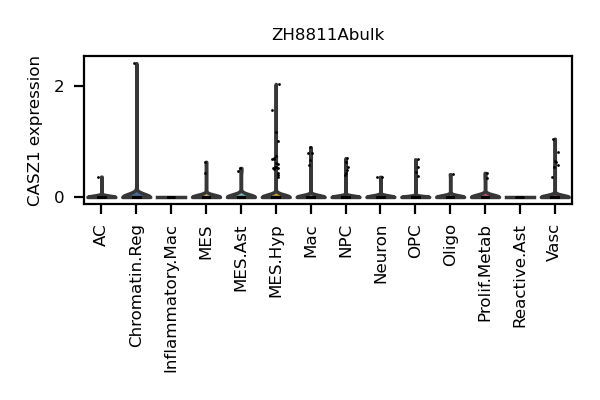 ZH8811Abulk
CASZ1 expression
2
0
AC
Chromatin.Reg
Inflammatory.Mac
MES
MES.Ast
MES.Hyp
Mac
NPC
Neuron
OPC
Oligo
Prolif.Metab
Reactive.Ast
Vasc